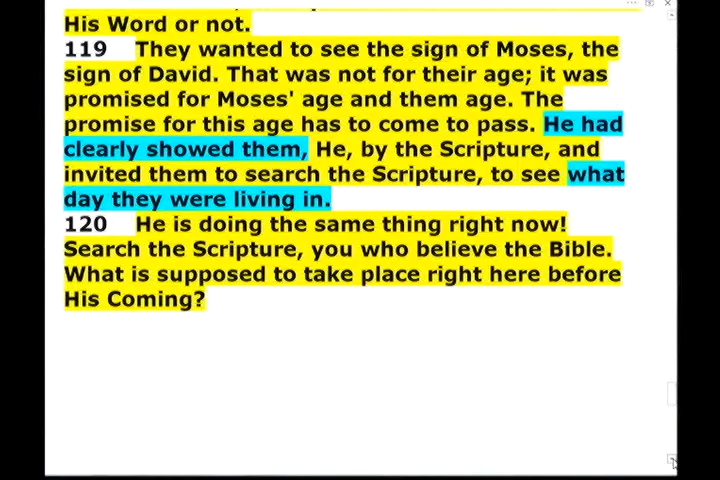 His Word or not.
119 They wanted to see the sign of Moses, the
sign of David. That was not for their age; it was
promised for Moses' age and them age. The
promise for this age has to come to pass. He had
clearly showed them, He, by the Scripture, and
invited them to search the Scripture, to see what
day they were living in.
120 He is doing the same thing right now!
Search the Scripture, you who believe the Bible.
What is supposed to take place right here before
His Coming?